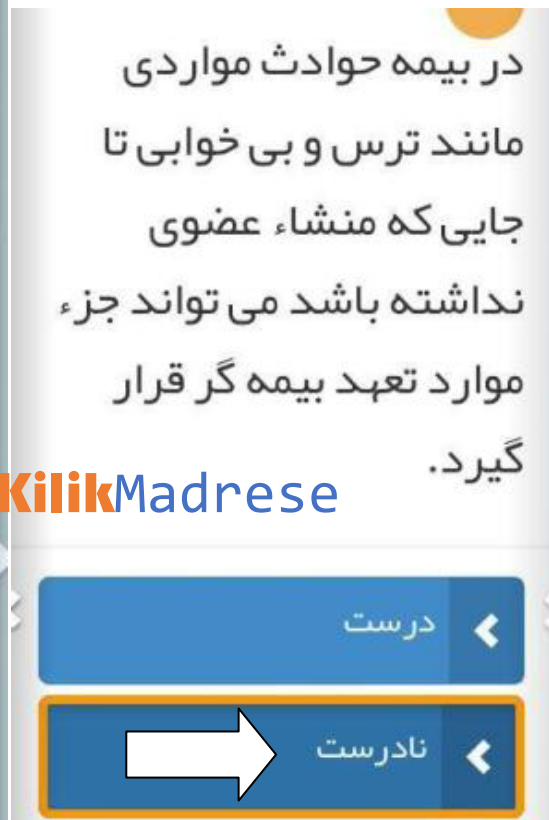 در بیمه حوادث مواردی
مانند ترس و بی خوابی تا
جایی که منشاء عضوی
نداشته باشد می تواند جزء
موارد تعهد بیمه گر قرار
گیرد.
KilikMadrese
درست
نادرست